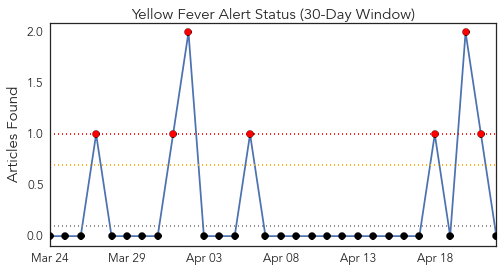 Yellow Fever Alert Status (30-Day Window)
Articles Found
2.0
1.5
1.0
0.5
0.0
Mar 24 Mar 29 Apr 03 Apr 08 Apr 13 Apr 18